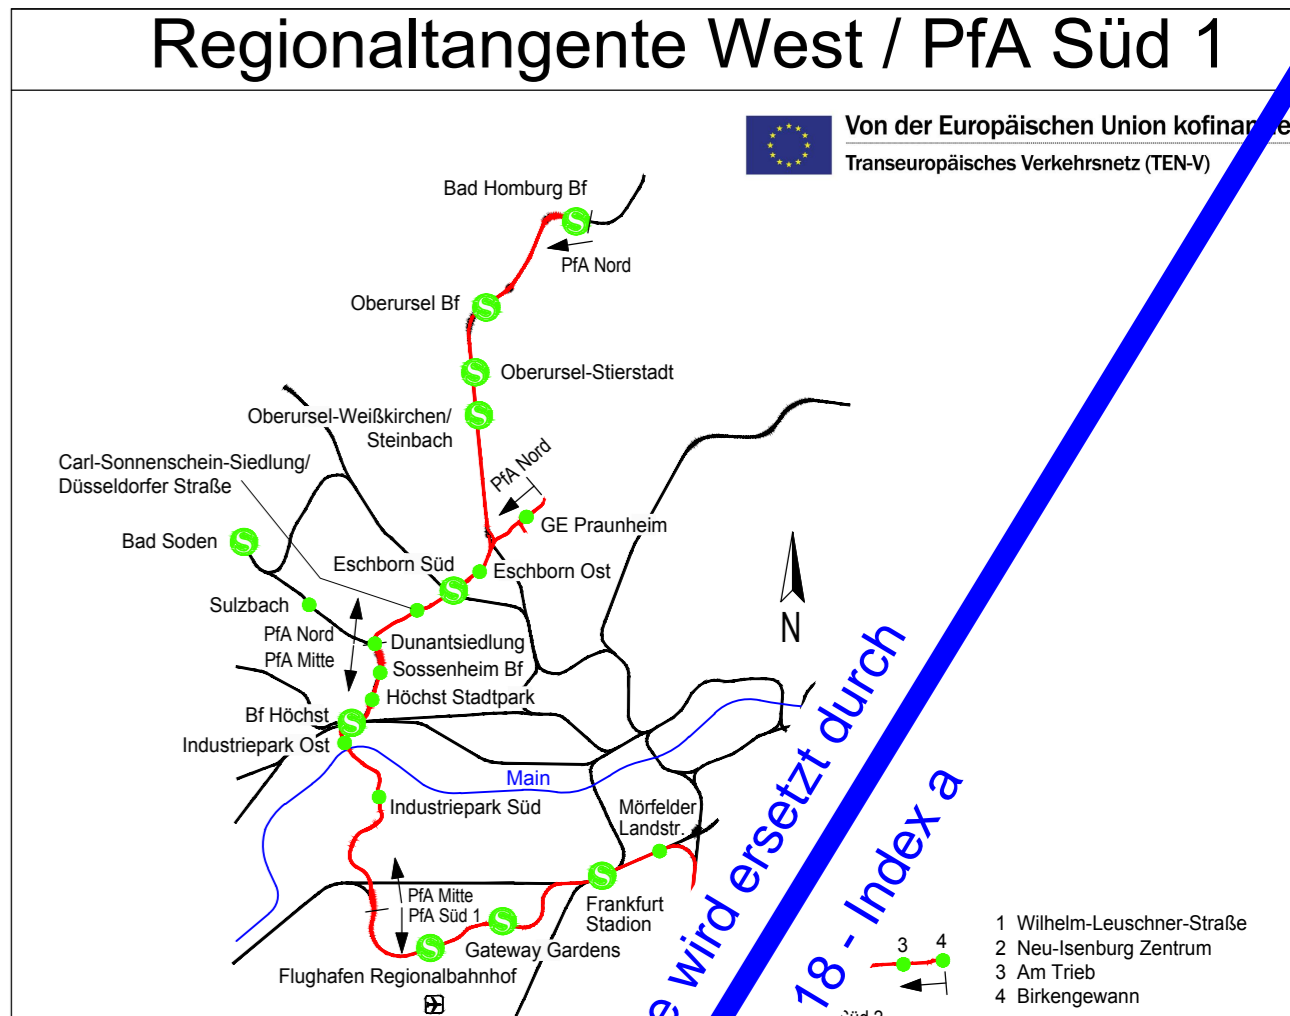 Regionaltangente West / PfA Süd 1
Von der Europäischen Union
Transeuropäisches Verkehrsnetz (TEN-V)
Bad Homburg Bf
PfA Nord
Oberursel Bf
Oberursel-Stierstadt
Oberursel-Weißkirchen/
Steinbach
Carl-Sonnenschein-Siedlung/
Düsseldorfer Straße
PfA Nord
GE Praunheim
Bad Soden
Eschborn Süd
Eschborn Ost
Sulzbach
PfA Nord
PfA Mitte
Dunantsiedlung
Sossenheim Bf
Höchst Stadtpark
Bf Höchst
Industriepark Ost
Main
Industriepark Süd
Mörfelder
Landstr.
N
PfA Mitte
PfA Süd 1
Frankfurt
Stadion
Gateway Gardens
Flughafen Regionalbahnhof
e wird ersetzt durch
18 - Index a
3 4
1 Wilhelm-Leuschner-Straße
2 Neu-Isenburg Zentrum
3 Am Trieb
4 Birkengewann